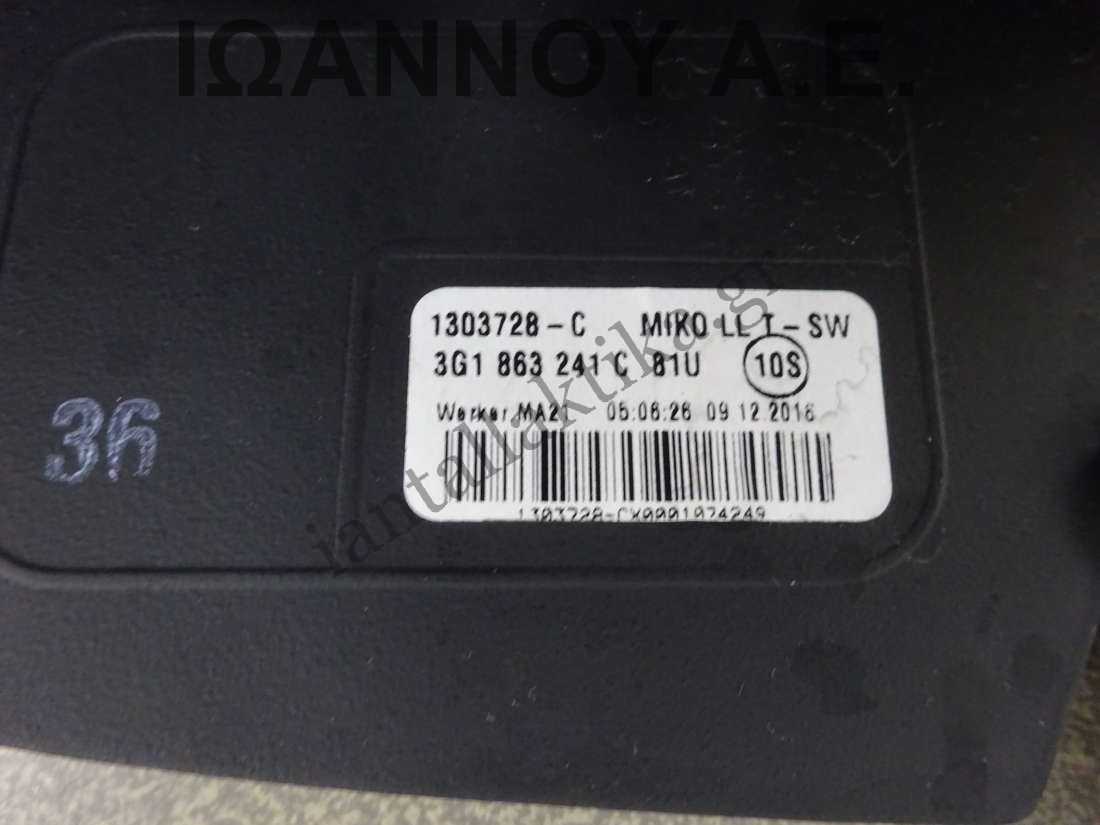 ΙΩΑΝΝΟΥ Α.Ε.
1303728-C MIKO LL T-SW
3G1 863 241 C 81U 10S
Werker MA21 05:06:26 09.12.2016
1303728-CX0001074249
36
iantallaktika.gr